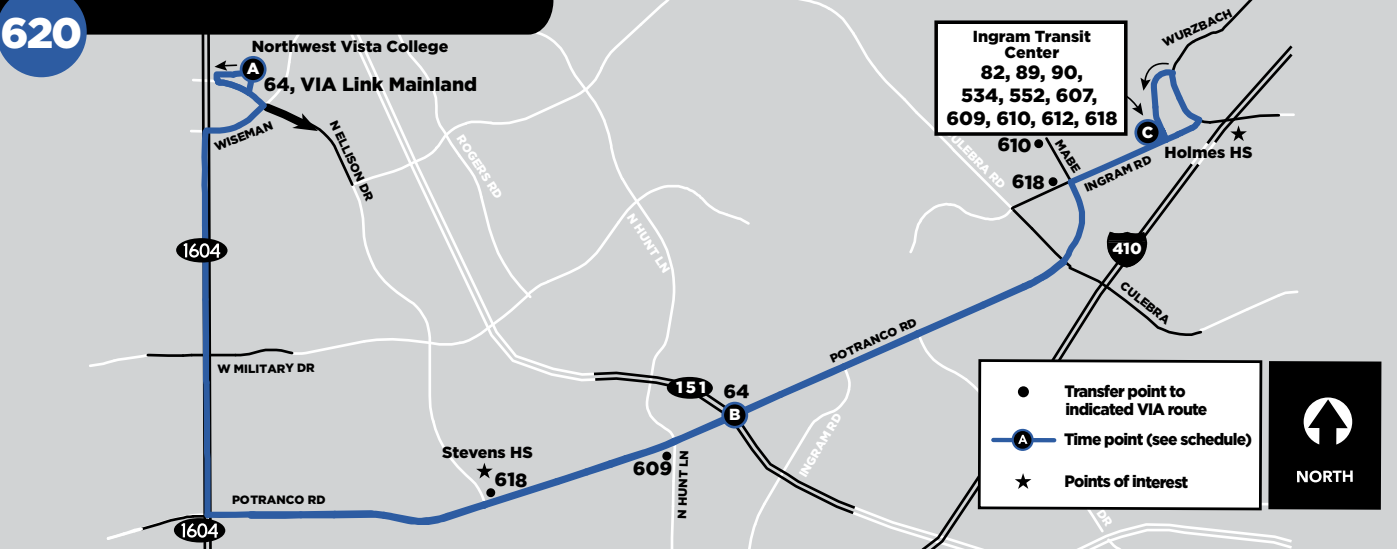 620
Northwest Vista College
A
64, VIA Link Mainland
WISEMAN
N ELLISON DR
ROGERS RD
N HUNT LN
1604
W MILITARY DR
Ingram Transit
Center
82, 89, 90,
534, 552, 607,
609, 610, 612, 618
WURZBACH
C
Holmes HS
610
MABE
618
INGRAM RD
CULEBRA RD
410
CULEBRA
POTRANCO RD
151
64
B
INGRAM RD
Stevens HS
618
609
N HUNT LN
POTRANCO RD
1604
DR
Transfer point to
indicated VIA route
A
Time point (see schedule)
Points of interest
NORTH